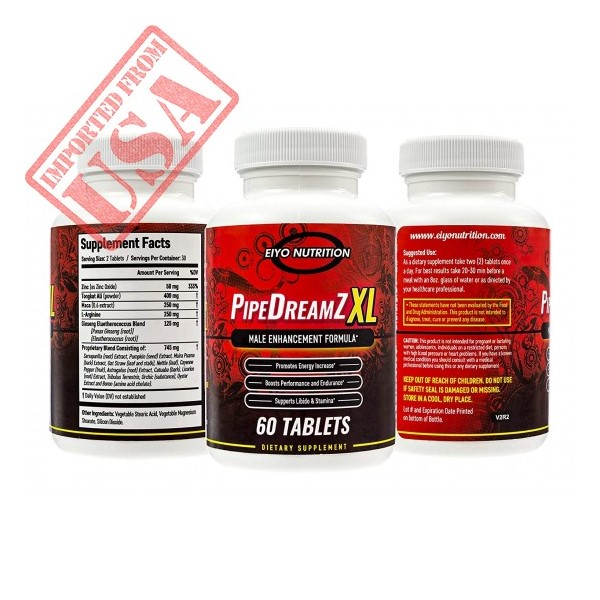 IMPORTED FROM
USA
Supplement Facts
Serving Size: 2 Tablets / Servings Per Container: 30
Amount Per Serving %DV
Zinc (as Zinc Oxide) 50 mg 333%
Tongkat Ali (powder) 400 mg †
Maca (0.6 extract) 250 mg †
L-Arginine 250 mg †
Ginseng Eleutherococcus Blend 125 mg †
[Panax Ginseng (root)]
[Eleutherococcus (root)]
Proprietary Blend Consisting of: 745 mg †
Sarsaparilla (root) Extract, Pumpkin (seed) Extract, Muira Puama
(bark) Extract, Oat Straw (leaf and stalk), Nettle (leaf), Cayenne
Pepper (fruit), Astragalus (root) Extract, Catuaba (bark), Licorice
(root) Extract, Tribulus Terrestris, Orchic (substance), Oyster
Extract and Boron (amino acid chelate).
† Daily Value (DV) not established
Other Ingredients: Vegetable Stearic Acid, Vegetable Magnesium
Stearate, Silicon Dioxide.
XL
EIYO NUTRITION
PIPEDREAMZ XL
MALE ENHANCEMENT FORMULA*
Promotes Energy Increase*
Boosts Performance and Endurance*
Supports Libido & Stamina*
60 TABLETS
DIETARY SUPPLEMENT
www.eiyonutrition.com
Suggested Use:
As a dietary supplement take two (2) tablets once
a day. For best results take 20-30 min before a
meal with an 8oz. glass of water or as directed by
your healthcare professional.
*These statements have not been evaluated by the Food
and Drug Administration. This product is not intended to
diagnose, treat, cure or prevent any disease.
CAUTION: This product is not intended for pregnant or lactating
women, adolescents, individuals on a restricted diet, persons
with high blood pressure or heart problems. If you have a known
medical condition you should consult with a medical
professional before using this or any dietary supplement.
KEEP OUT OF REACH OF CHILDREN. DO NOT USE
IF SAFETY SEAL IS DAMAGED OR MISSING.
STORE IN A COOL, DRY PLACE.
Lot # and Expiration Date Printed
on bottom of Bottle.
V2R2